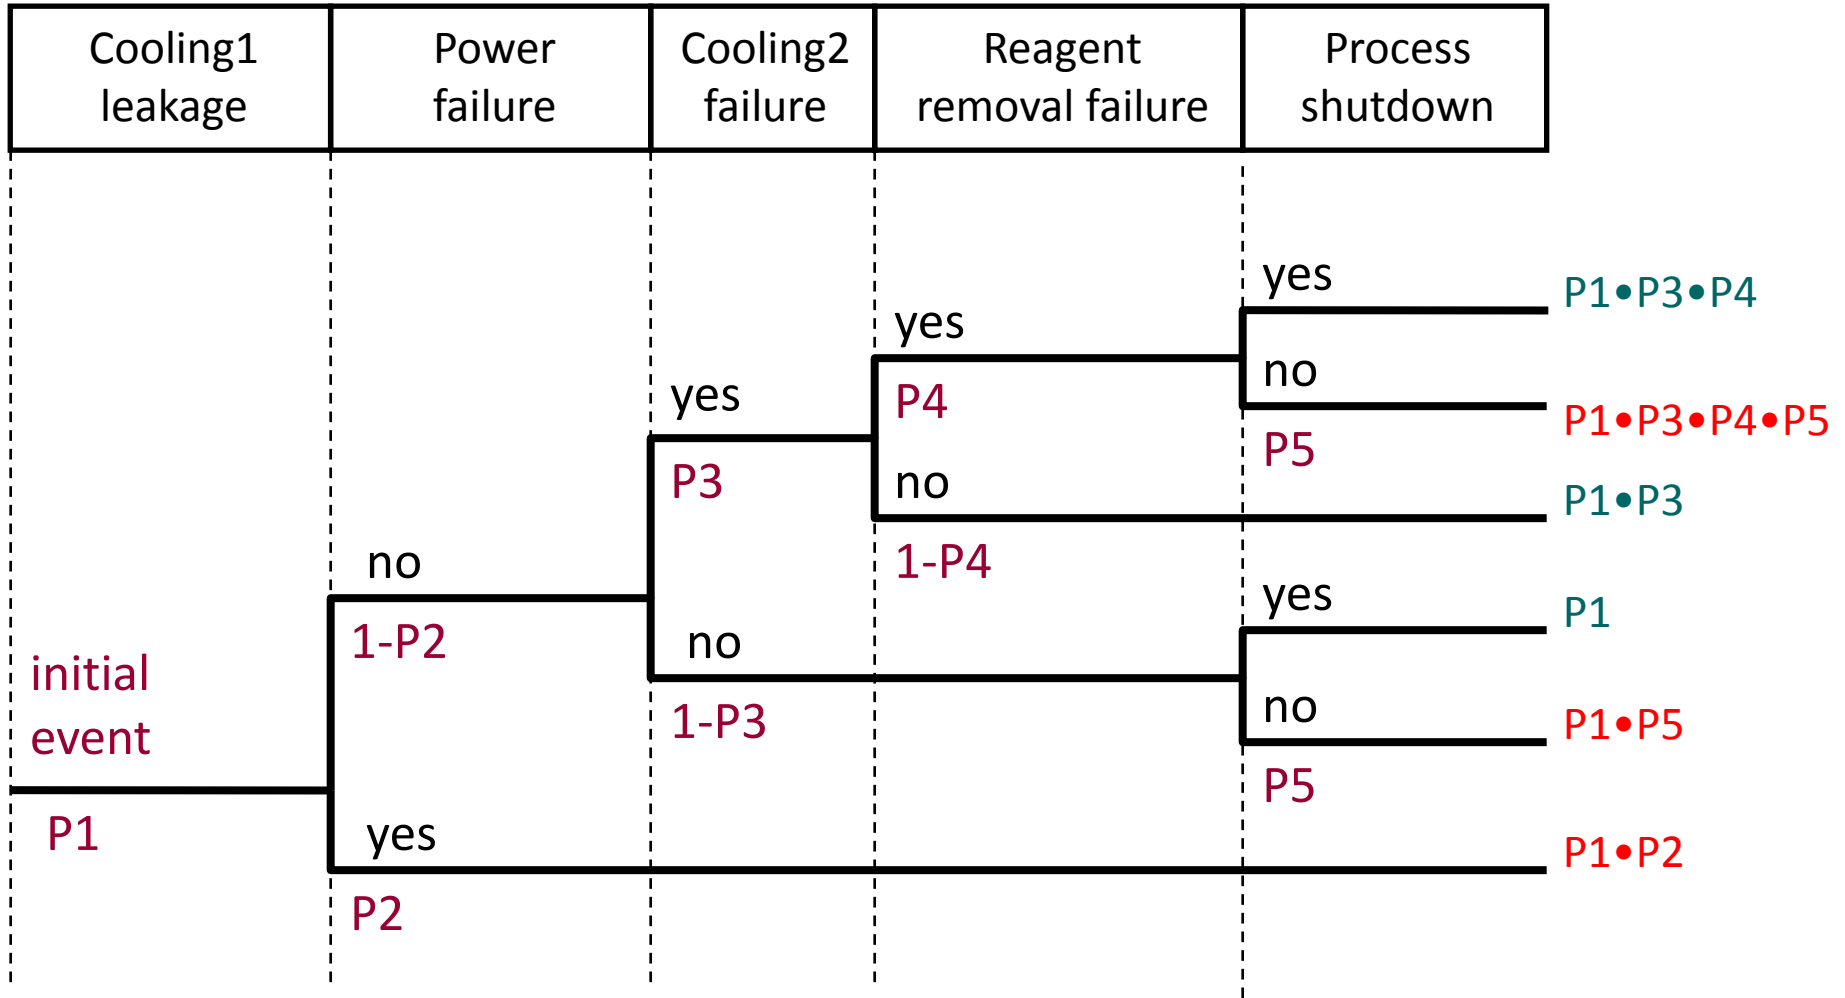 Cooling1
leakage
Power
failure
Cooling2
failure
Reagent
removal failure
Process
shutdown
yes
P1•P3•P4
yes
no
yes
P4
P1•P3•P4•P5
P5
P3
no
P1•P3
no
1-P4
yes
P1
1-P2
no
initial
event
1-P3
no
P1•P5
P5
P1
yes
P1•P2
P2